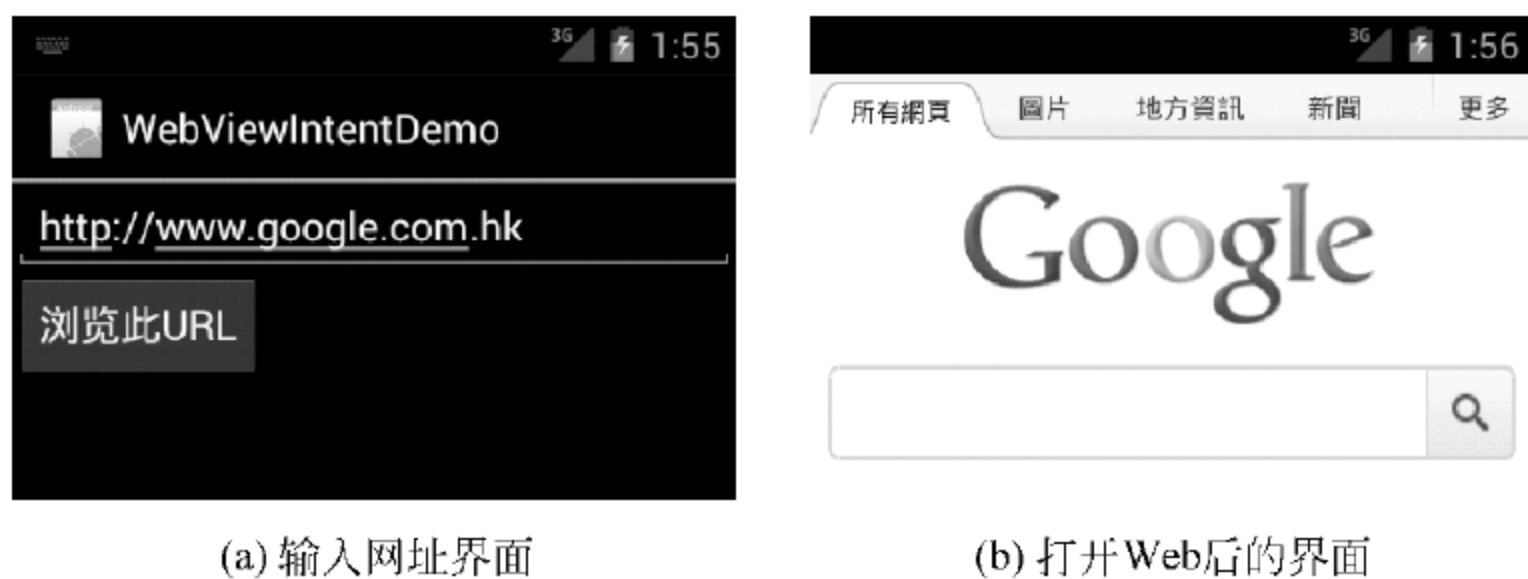 3G 1:55
WebViewIntentDemo
http://www.google.com.hk
浏览此URL
(a) 输入网址界面
3G 1:56
所有網頁 圖片 地方資訊 新聞 更多
Google
(b) 打开Web后的界面